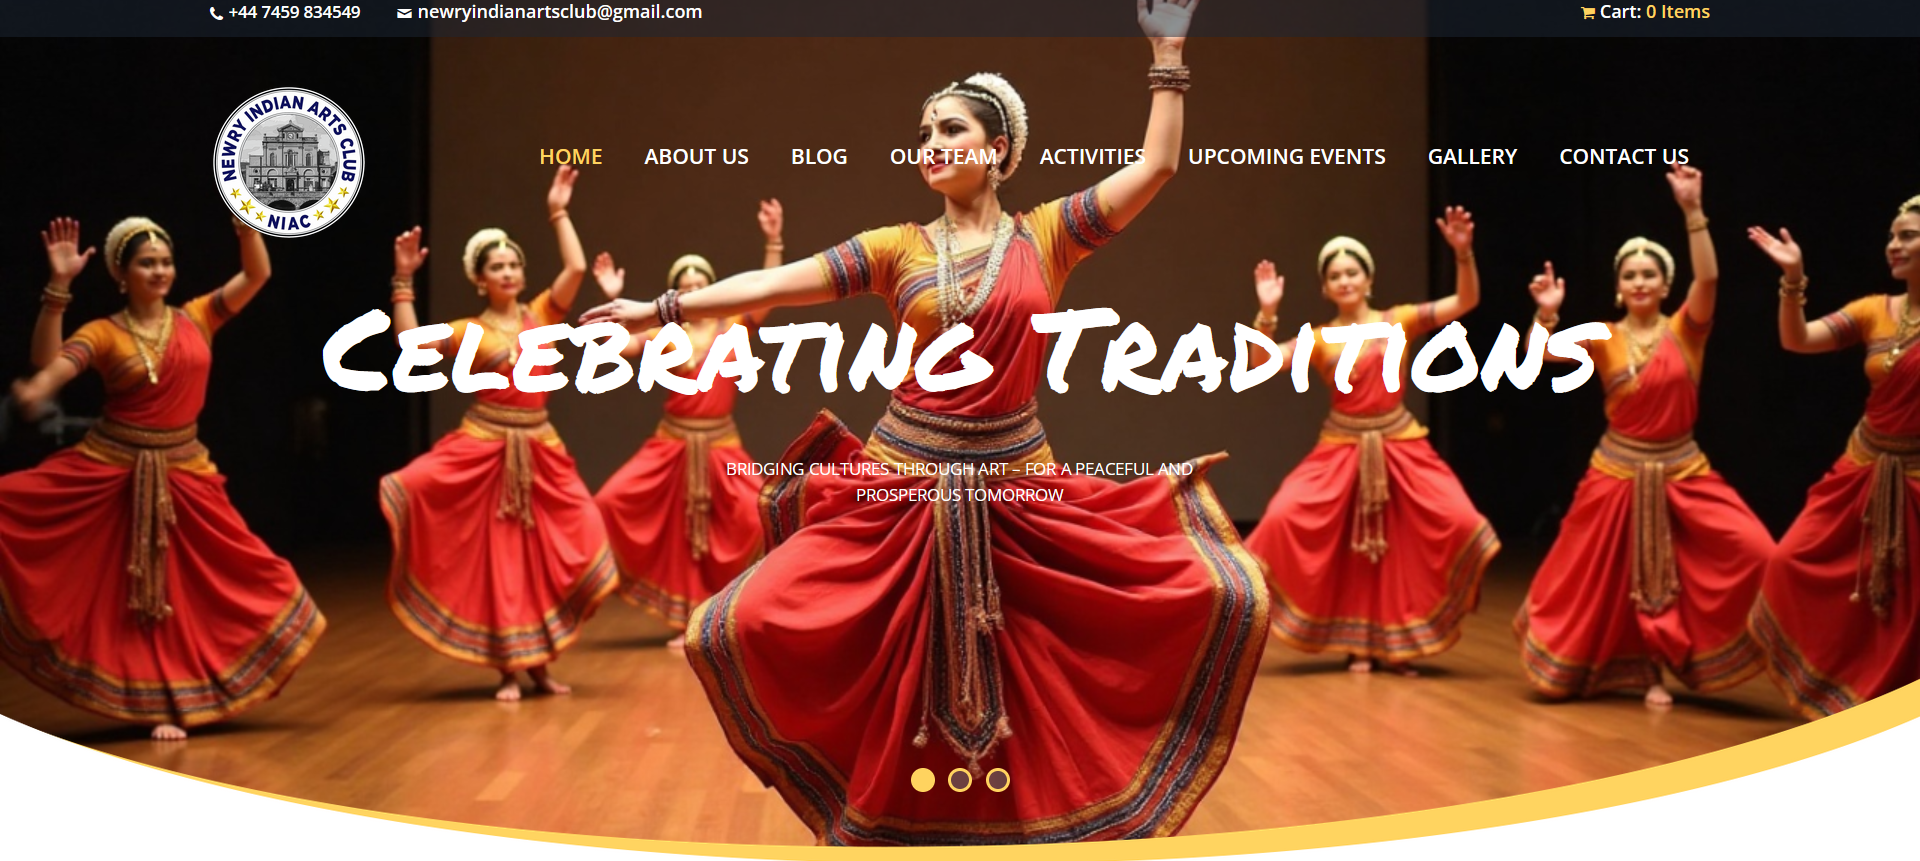 +44 7459 834549
newryindianartsclub@gmail.com
Cart: 0 Items
NEWRY INDIAN ARTS CLUB
NIAC
HOME
ABOUT US
BLOG
OUR TEAM
ACTIVITIES
UPCOMING EVENTS
GALLERY
CONTACT US
Celebrating Traditions
BRIDGING CULTURES THROUGH ART – FOR A PEACEFUL AND
PROSPEROUS TOMORROW